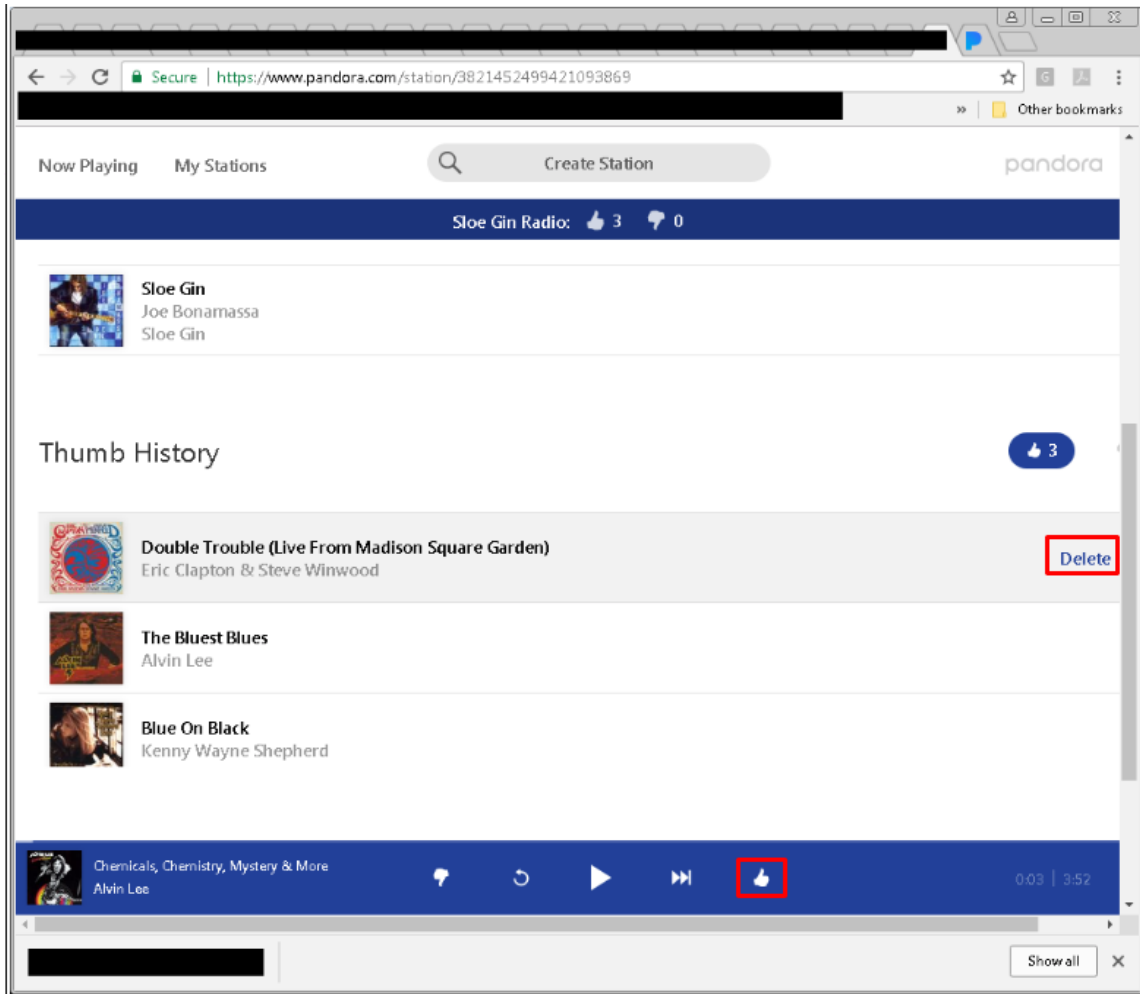 Secure | https://www.pandora.com/station/3821452499421093869
» Other bookmarks
Now Playing My Stations Create Station pandora
Sloe Gin Radio: 3 0
Sloe Gin
Joe Bonamassa
Sloe Gin
Thumb History 3
Double Trouble (Live From Madison Square Garden)
Eric Clapton & Steve Winwood
Delete
The Bluest Blues
Alvin Lee
Blue On Black
Kenny Wayne Shepherd
Chemicals, Chemistry, Mystery & More
Alvin Lee
0:03 | 3:52
Show all